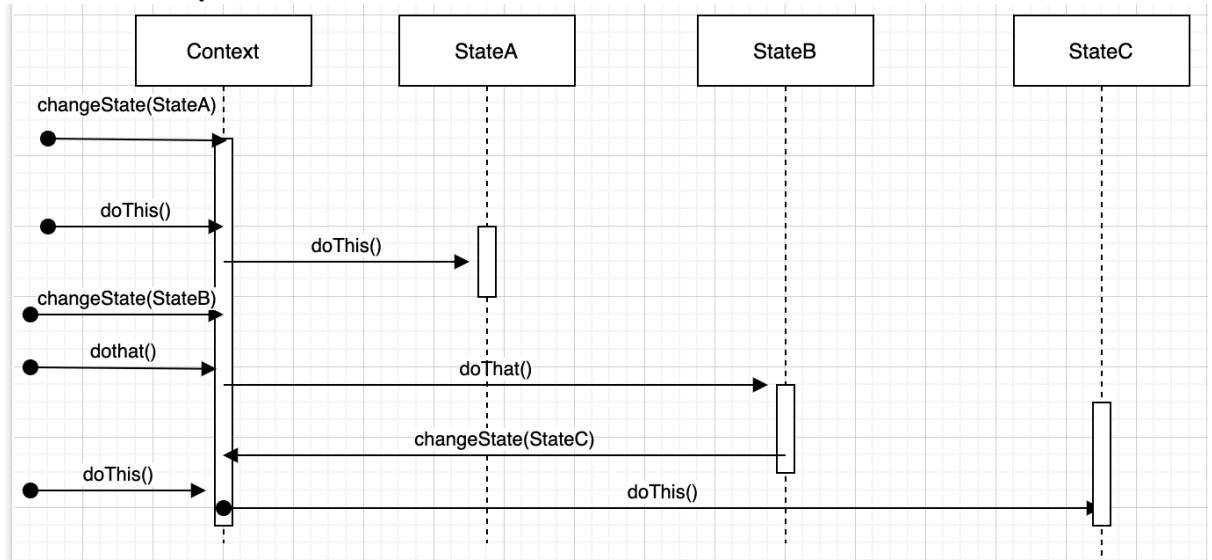 Context
StateA
StateB
StateC
changeState(StateA)
doThis()
doThis()
changeState(StateB)
dothat()
doThat()
changeState(StateC)
doThis()
doThis()